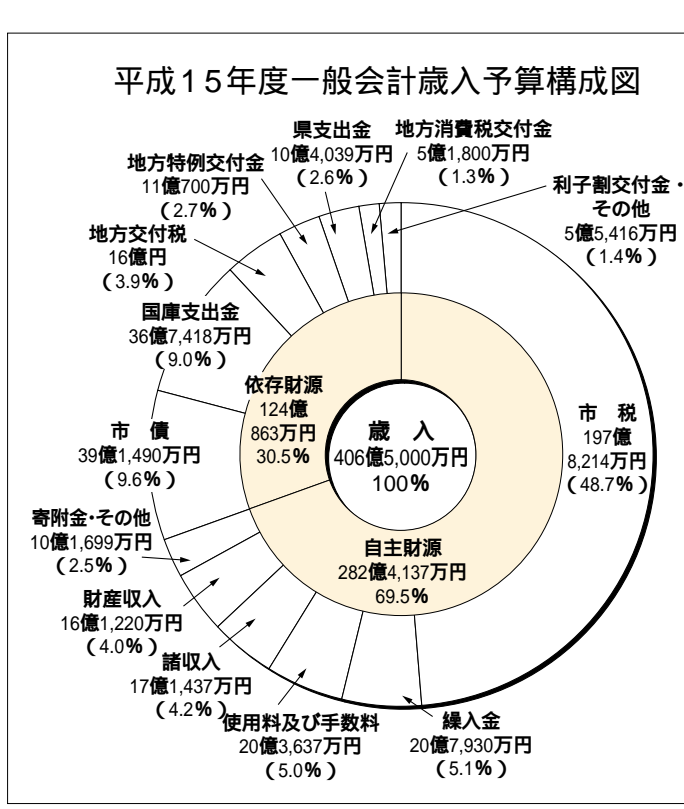 平成15年度一般会計歳入予算構成図
県支出金
10億4,039万円
(2.6%)
地方消費税交付金
5億1,800万円
(1.3%)
地方特例交付金
11億700万円
(2.7%)
利子割交付金・
その他
5億5,416万円
(1.4%)
地方交付税
16億円
(3.9%)
国庫支出金
36億7,418万円
(9.0%)
依存財源
124億
863万円
30.5%
歳 入
406億5,000万円
100%
市 税
197億
8,214万円
(48.7%)
市 債
39億1,490万円
(9.6%)
寄附金・その他
10億1,699万円
(2.5%)
自主財源
282億4,137万円
69.5%
財産収入
16億1,220万円
(4.0%)
諸収入
17億1,437万円
(4.2%)
使用料及び手数料
20億3,637万円
(5.0%)
繰入金
20億7,930万円
(5.1%)